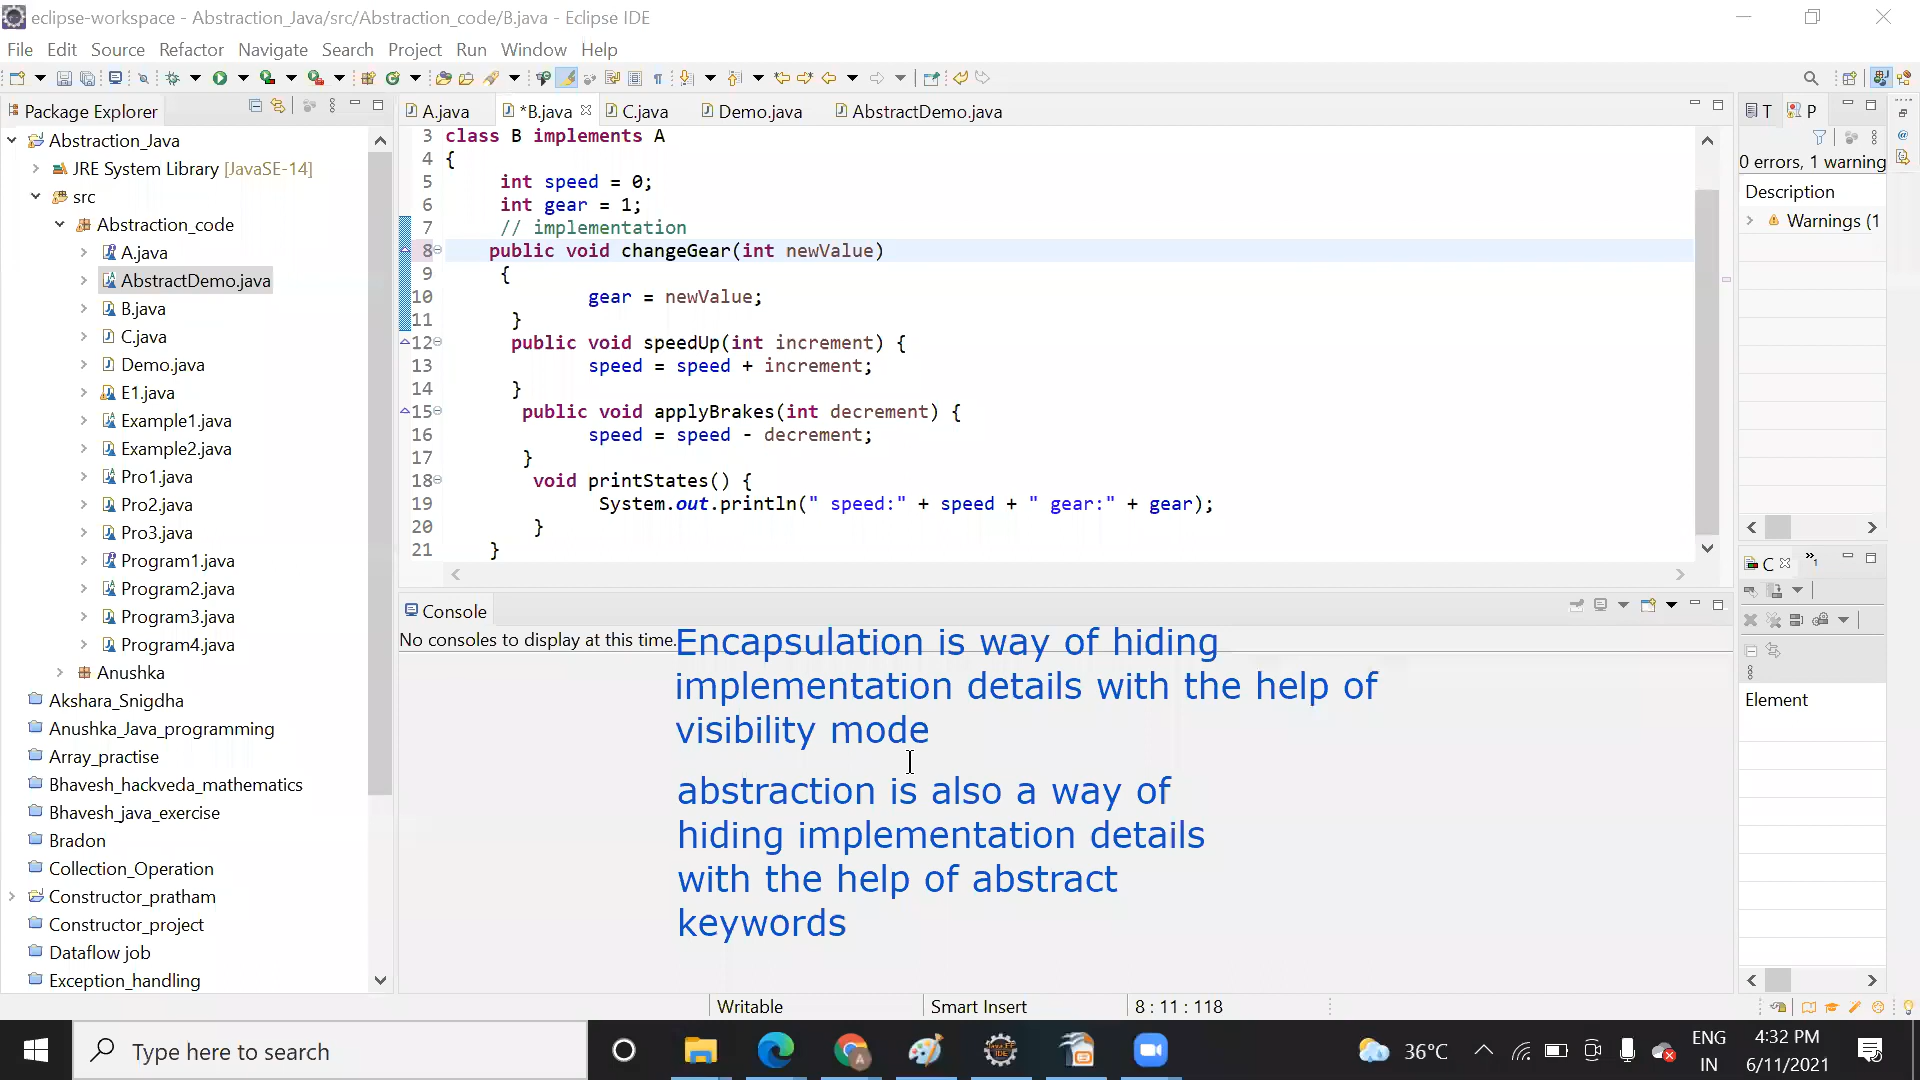 eclipse-workspace - Abstraction_Java/src/Abstraction_code/B.java - Eclipse IDE
File Edit Source Refactor Navigate Search Project Run Window Help
Package Explorer
Abstraction_Java
JRE System Library [JavaSE-14]
src
Abstraction_code
A.java
AbstractDemo.java
B.java
C.java
Demo.java
E1.java
Example1.java
Example2.java
Pro1.java
Pro2.java
Pro3.java
Program1.java
Program2.java
Program3.java
Program4.java
Anushka
Akshara_Snigdha
Anushka_Java_programming
Array_practise
Bhavesh_hackveda_mathematics
Bhavesh_java_exercise
Bradon
Collection_Operation
Constructor_pratham
Constructor_project
Dataflow job
Exception_handling
A.java *B.java C.java Demo.java AbstractDemo.java
3 class B implements A
4 {
5 int speed = 0;
6 int gear = 1;
7 // implementation
8 public void changeGear(int newValue)
9 {
10 gear = newValue;
11 }
12 public void speedUp(int increment) {
13 speed = speed + increment;
14 }
15 public void applyBrakes(int decrement) {
16 speed = speed - decrement;
17 }
18 void printStates() {
19 System.out.println(" speed:" + speed + " gear:" + gear);
20 }
21 }
Console
No consoles to display at this time.
Encapsulation is way of hiding
implementation details with the help of
visibility mode
abstraction is also a way of
hiding implementation details
with the help of abstract
keywords
T P
0 errors, 1 warning
Description
Warnings (1
C
Element
Writable Smart Insert 8 : 11 : 118
Type here to search
36°C
ENG
IN
4:32 PM
6/11/2021